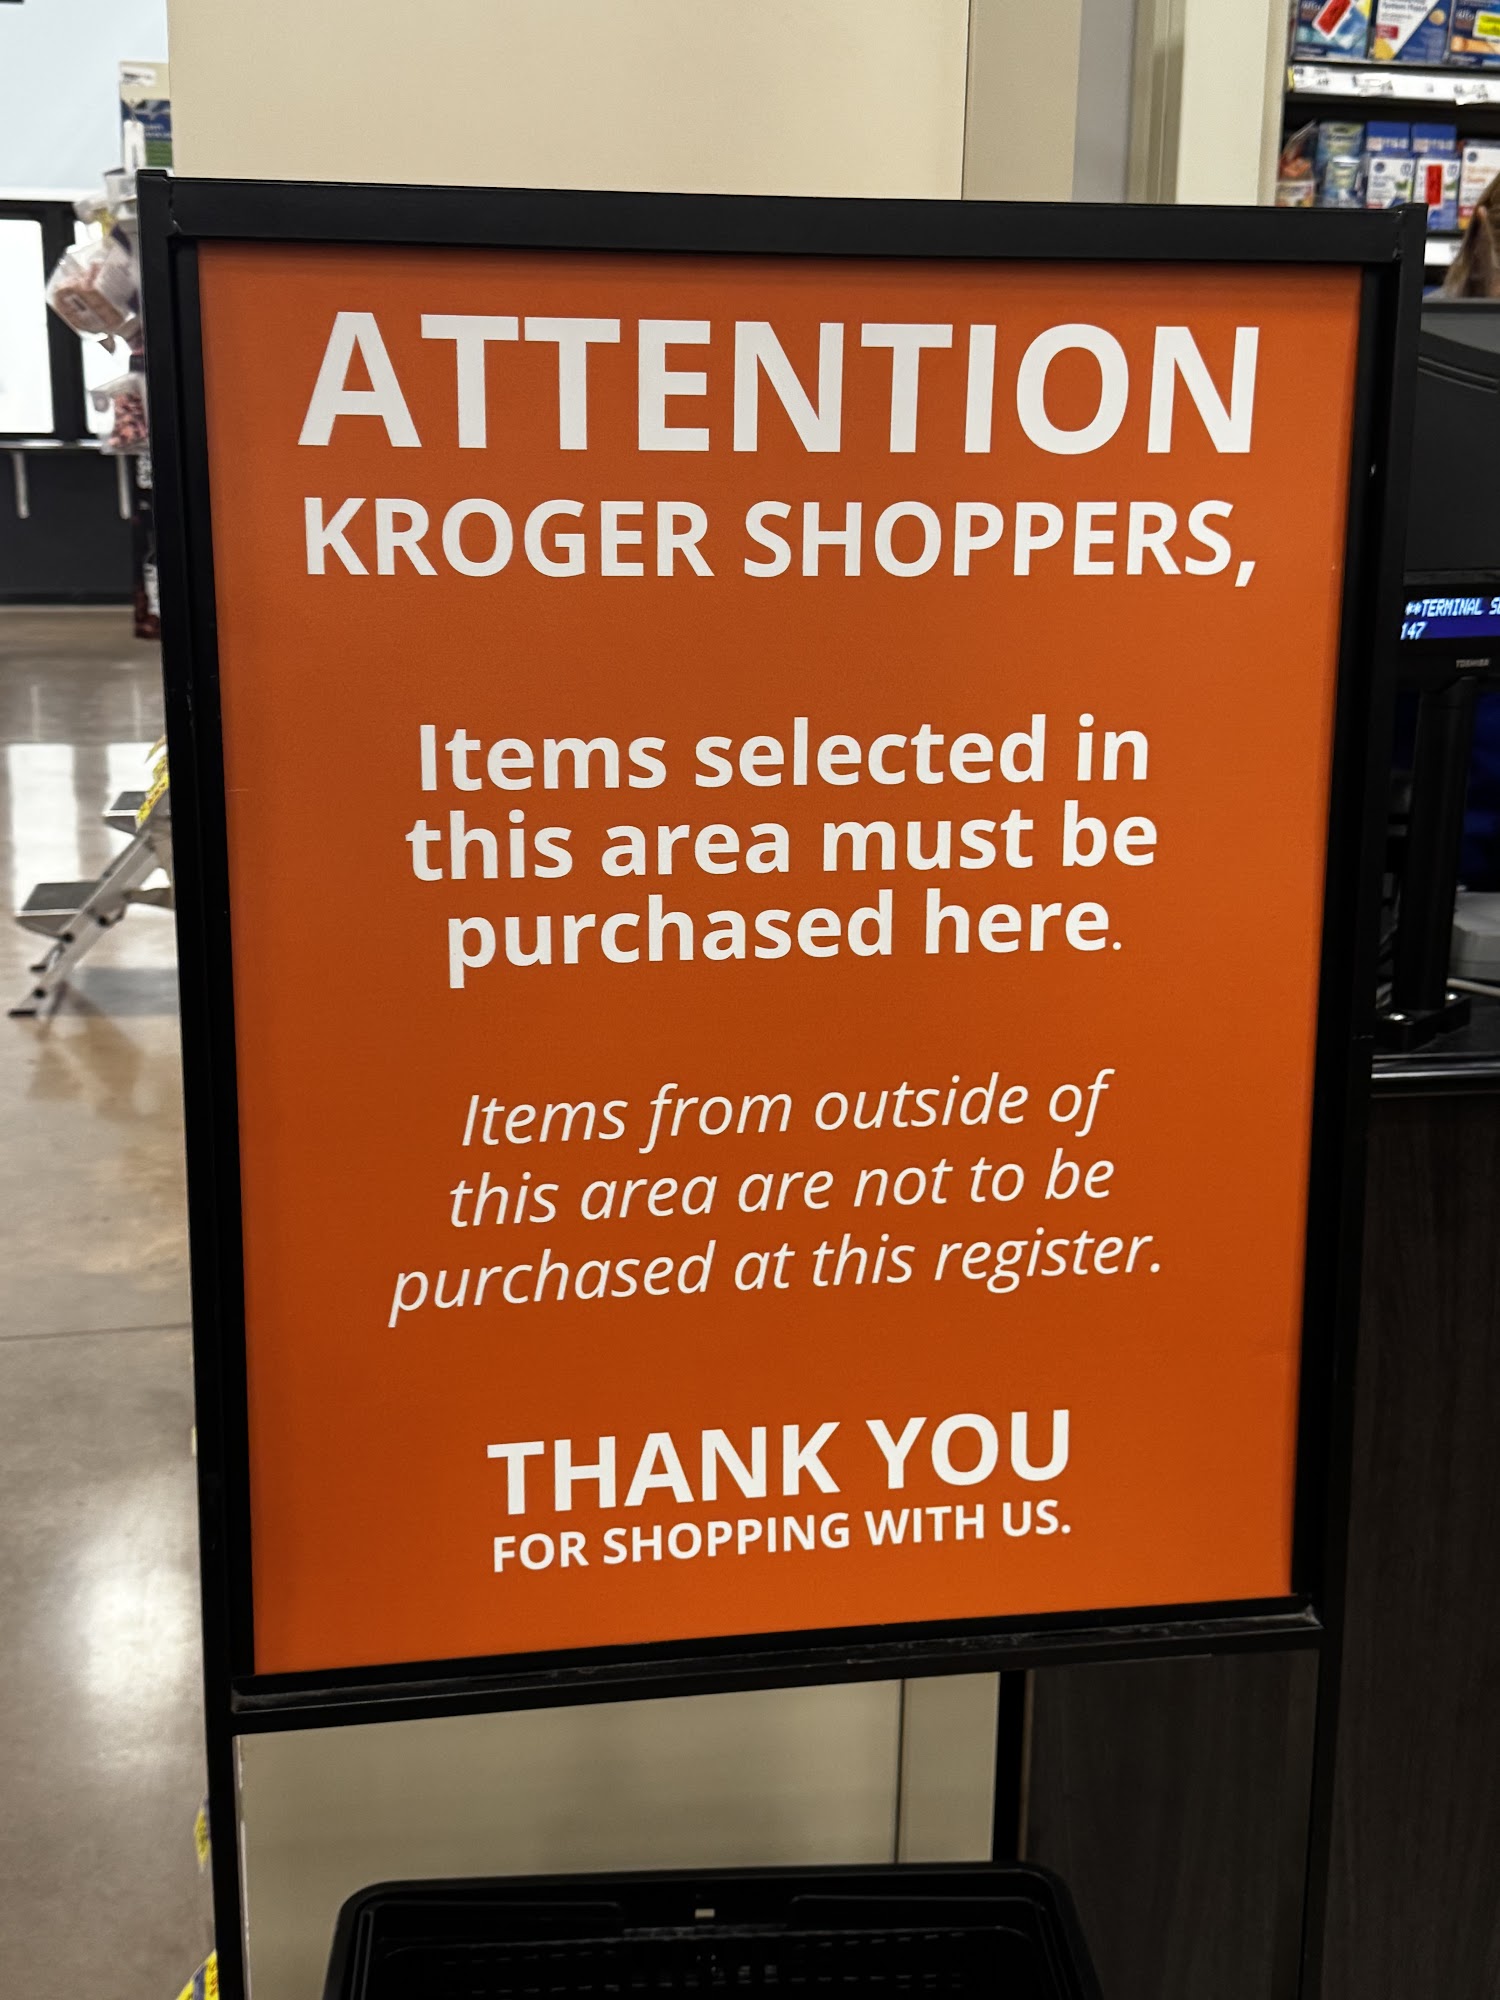 ATTENTION
KROGER SHOPPERS,
Items selected in
this area must be
purchased here.
Items from outside of
this area are not to be
purchased at this register.
THANK YOU
FOR SHOPPING WITH US.
**TERMINAL
147
TOSHIBA